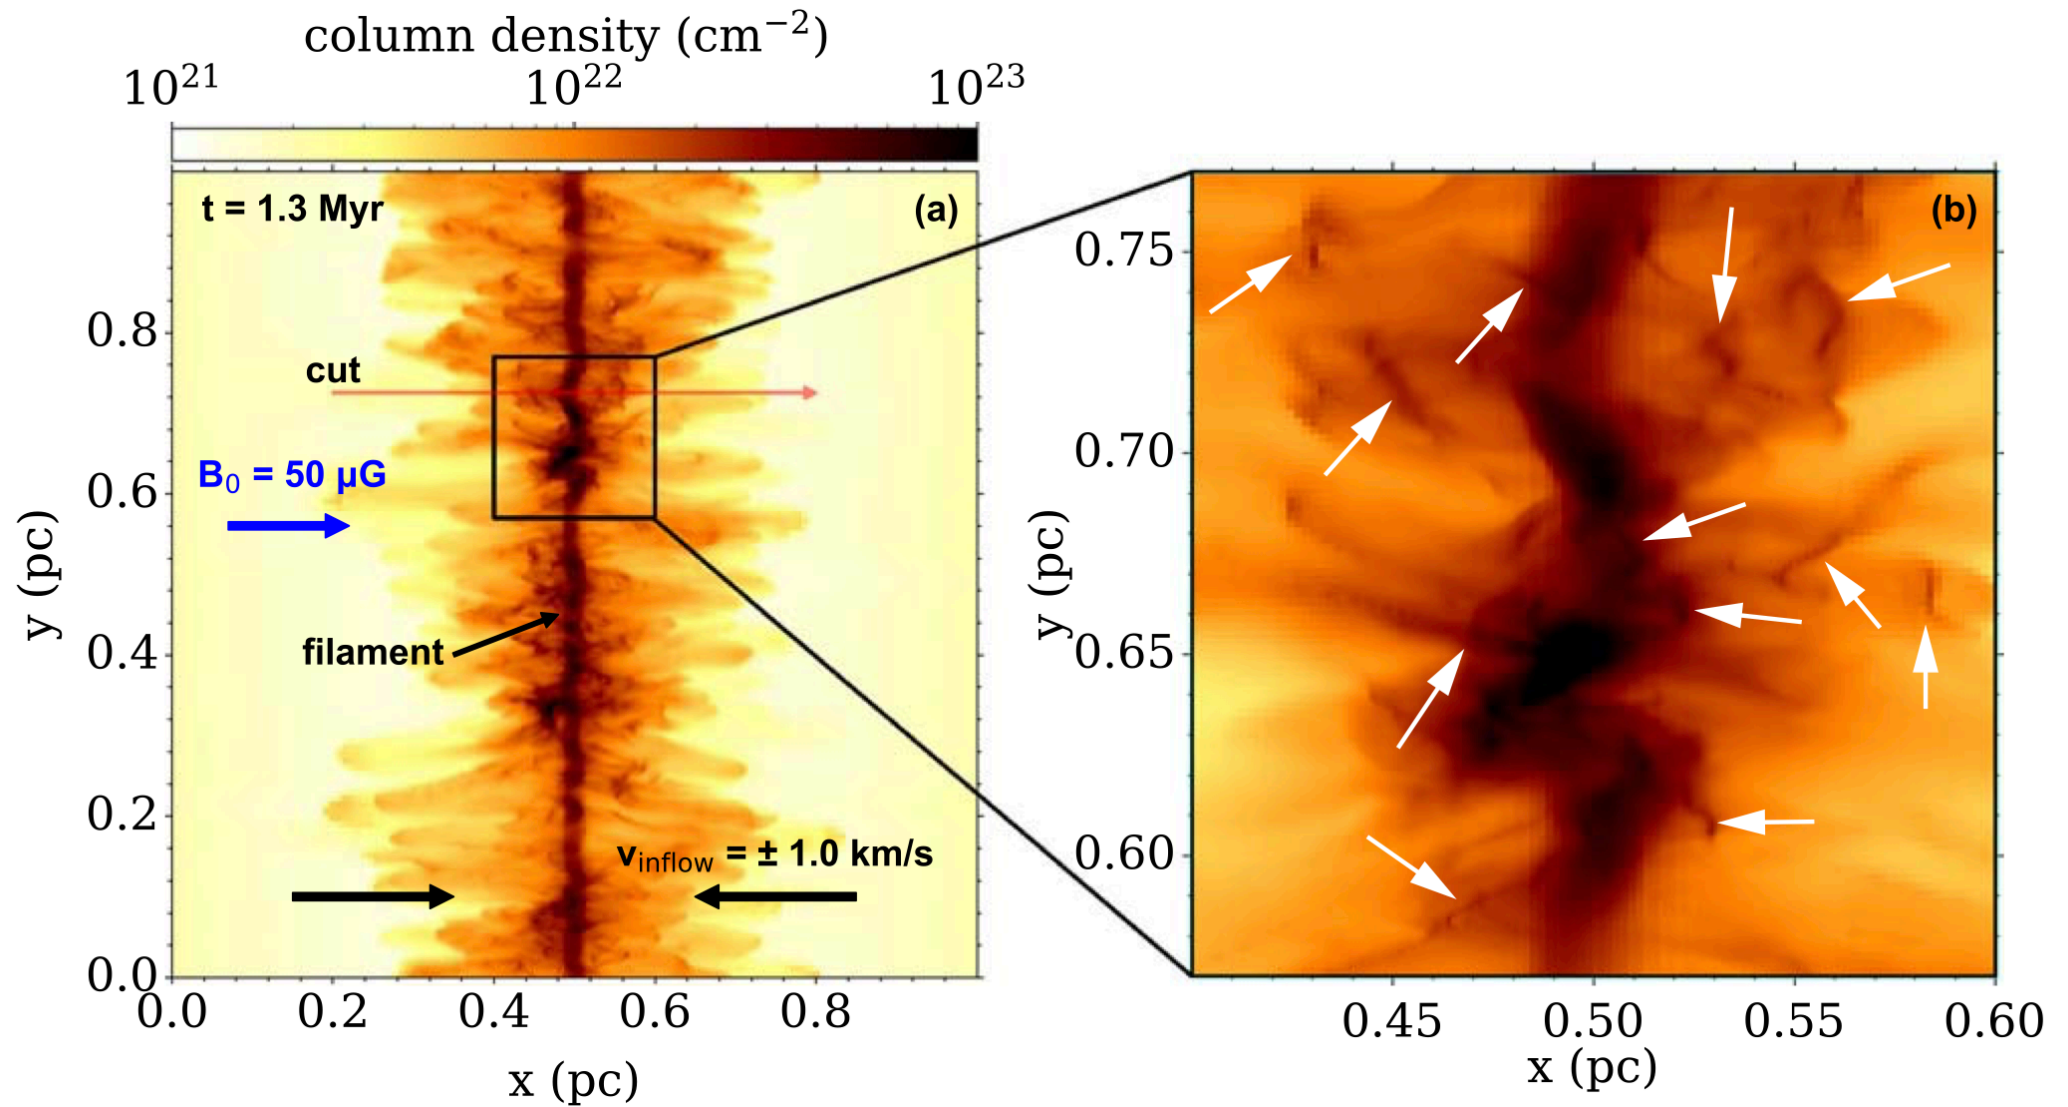 column density (cm⁻²)
10²¹ 10²² 10²³
t = 1.3 Myr (a)
cut
B₀ = 50 µG
filament
v_inflow = ± 1.0 km/s
0.8
0.6
0.4
0.2
0.0
y (pc)
0.0 0.2 0.4 0.6 0.8
x (pc)
(b)
0.75
0.70
0.65
0.60
y (pc)
0.45 0.50 0.55 0.60
x (pc)